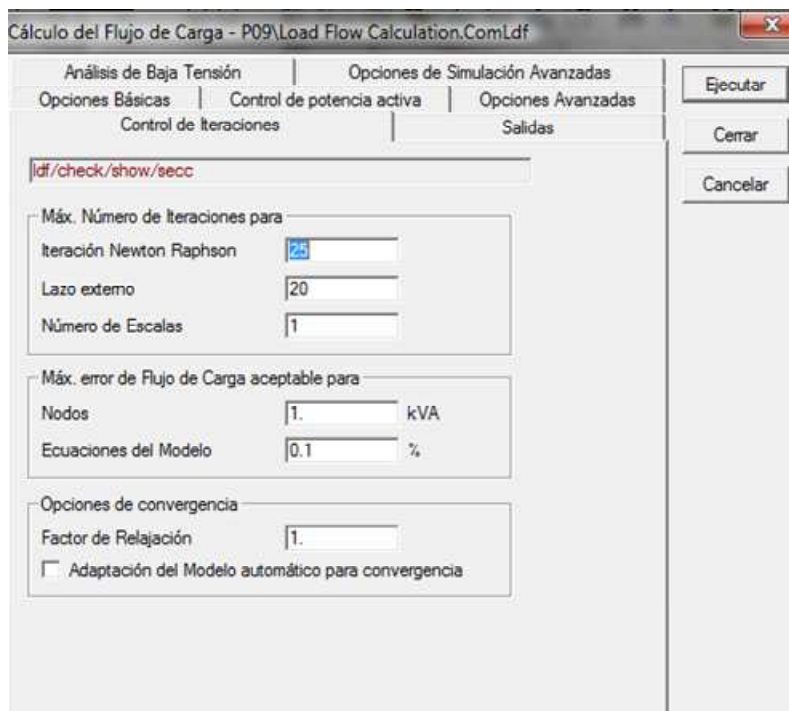 Cálculo del Flujo de Carga - P09\Load Flow Calculation.ComLdf
X
Análisis de Baja Tensión
Opciones de Simulación Avanzadas
Opciones Básicas
Control de potencia activa
Opciones Avanzadas
Control de Iteraciones
Salidas
Ejecutar
Cerrar
Cancelar
ldf/check/show/secc
Máx. Número de Iteraciones para
Iteración Newton Raphson 25
Lazo externo 20
Número de Escalas 1
Máx. error de Flujo de Carga aceptable para
Nodos 1. kVA
Ecuaciones del Modelo 0.1 %
Opciones de convergencia
Factor de Relajación 1.
Adaptación del Modelo automático para convergencia